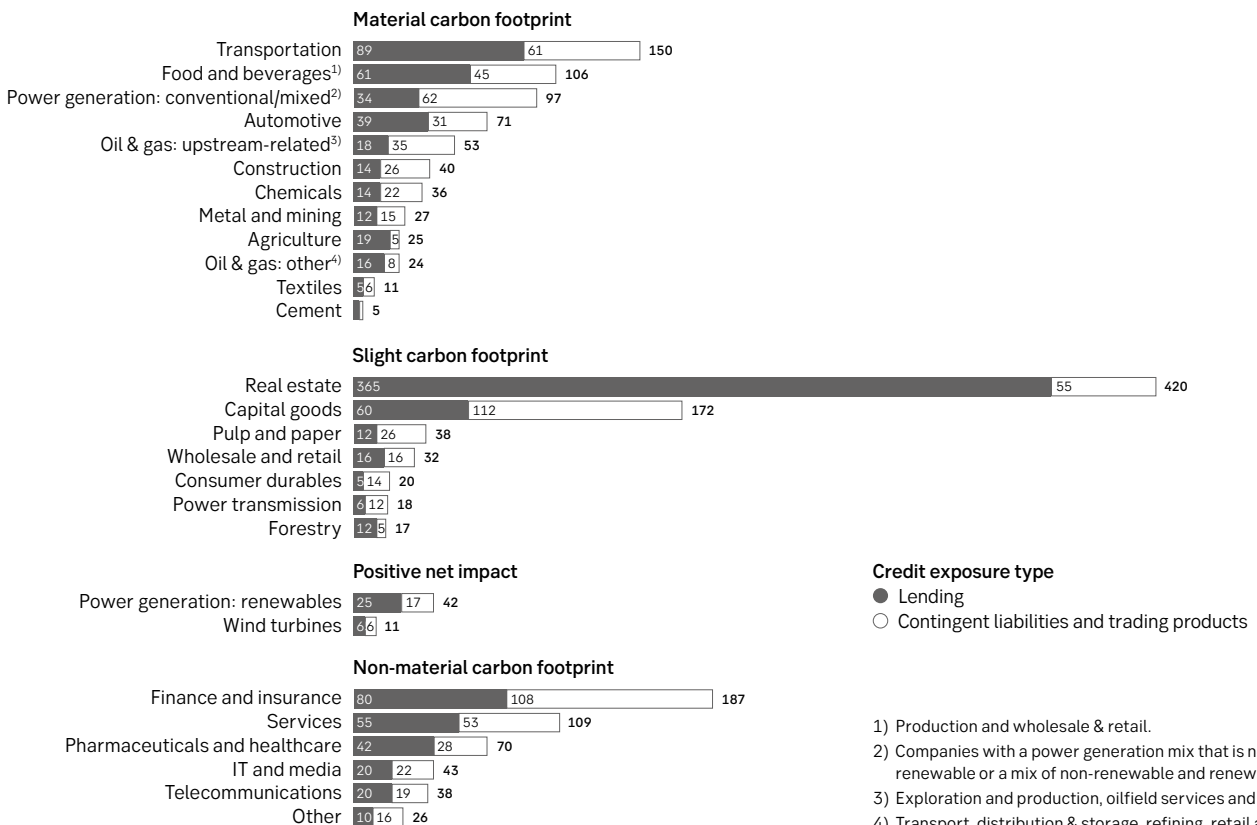 Material carbon footprint
Transportation 89 61 150
Food and beverages1) 61 45 106
Power generation: conventional/mixed2) 34 62 97
Automotive 39 31 71
Oil & gas: upstream-related3) 18 35 53
Construction 14 26 40
Chemicals 14 22 36
Metal and mining 12 15 27
Agriculture 19 5 25
Oil & gas: other4) 16 8 24
Textiles 5 6 11
Cement 5
Slight carbon footprint
Real estate 365 55 420
Capital goods 60 112 172
Pulp and paper 12 26 38
Wholesale and retail 16 16 32
Consumer durables 5 14 20
Power transmission 6 12 18
Forestry 12 5 17
Positive net impact
Power generation: renewables 25 17 42
Wind turbines 6 6 11
Non-material carbon footprint
Finance and insurance 80 108 187
Services 55 53 109
Pharmaceuticals and healthcare 42 28 70
IT and media 20 22 43
Telecommunications 20 19 38
Other 10 16 26
Credit exposure type
Lending
Contingent liabilities and trading products
1) Production and wholesale & retail.
2) Companies with a power generation mix that is
renewable or a mix of non-renewable and
3) Exploration and production, oilfield services and
4) Transport, distribution & storage, refining, retail